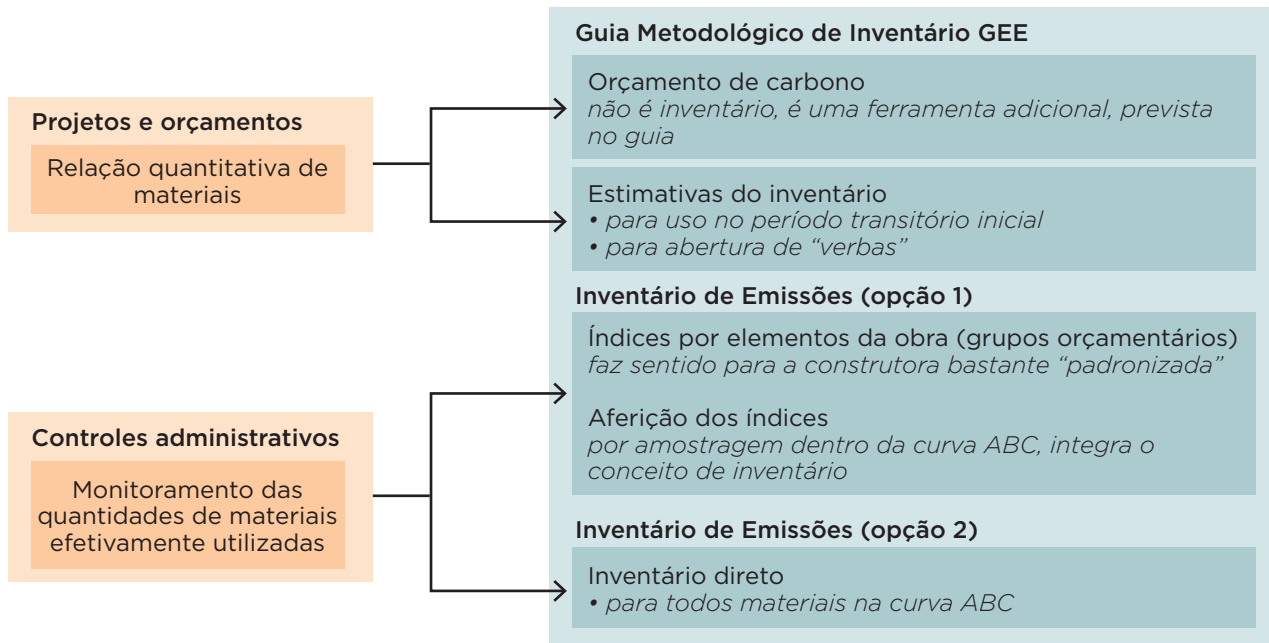 Projetos e orçamentos
Relação quantitativa de
materiais
Controles administrativos
Monitoramento das
quantidades de materiais
efetivamente utilizadas
Guia Metodológico de Inventário GEE
Orçamento de carbono
não é inventário, é uma ferramenta adicional, prevista
no guia
Estimativas do inventário
• para uso no período transitório inicial
• para abertura de “verbas”
Inventário de Emissões (opção 1)
Índices por elementos da obra (grupos orçamentários)
faz sentido para a construtora bastante “padronizada”
Aferição dos índices
por amostragem dentro da curva ABC, integra o
conceito de inventário
Inventário de Emissões (opção 2)
Inventário direto
• para todos materiais na curva ABC